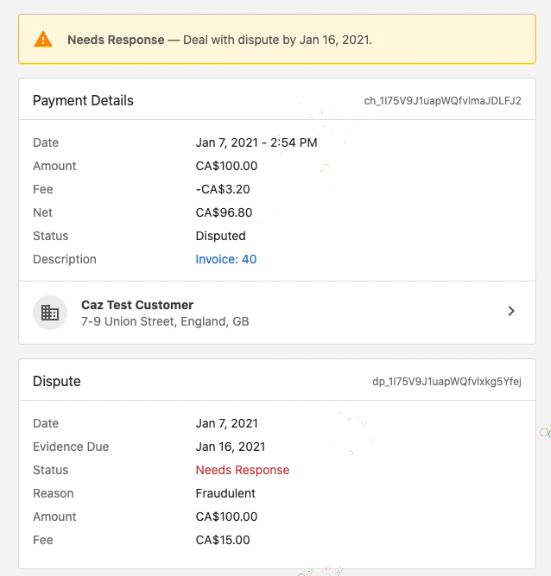 Needs Response — Deal with dispute by Jan 16, 2021.
Payment Details ch_1I75V9J1uapWQfvImaJDLFJ2
Date Jan 7, 2021 - 2:54 PM
Amount CA$100.00
Fee -CA$3.20
Net CA$96.80
Status Disputed
Description Invoice: 40
Caz Test Customer
7-9 Union Street, England, GB
Dispute dp_1I75V9J1uapWQfvIxkg5Yfej
Date Jan 7, 2021
Evidence Due Jan 16, 2021
Status Needs Response
Reason Fraudulent
Amount CA$100.00
Fee CA$15.00